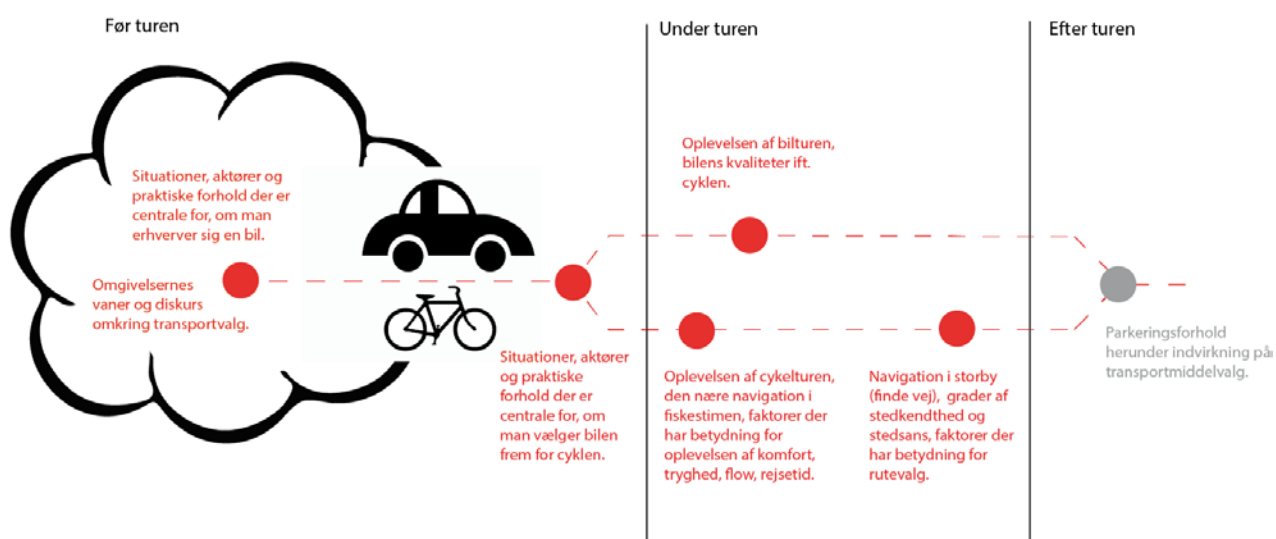 Før turen
Under turen
Efter turen
Situationer, aktører og
praktiske forhold der er
centrale for, om man
erhverver sig en bil.
Omgivelsernes
vaner og diskurs
omkring transportvalg.
Situationer, aktører
og praktiske
forhold der er
centrale for, om
man vælger bilen
frem for cyklen.
Oplevelsen af bilturen,
bilens kvaliteter ift.
cyklen.
Oplevelsen af cykelturen,
den nære navigation i
fiskestimen, faktorer der
har betydning for
oplevelsen af komfort,
tryghed, flow, rejsetid.
Navigation i storby
(finde vej), grader af
stedkendthed og
stedsans, faktorer der
har betydning for
rutevalg.
Parkeringsforhold
herunder indvirkning på
transportmiddelvalg.